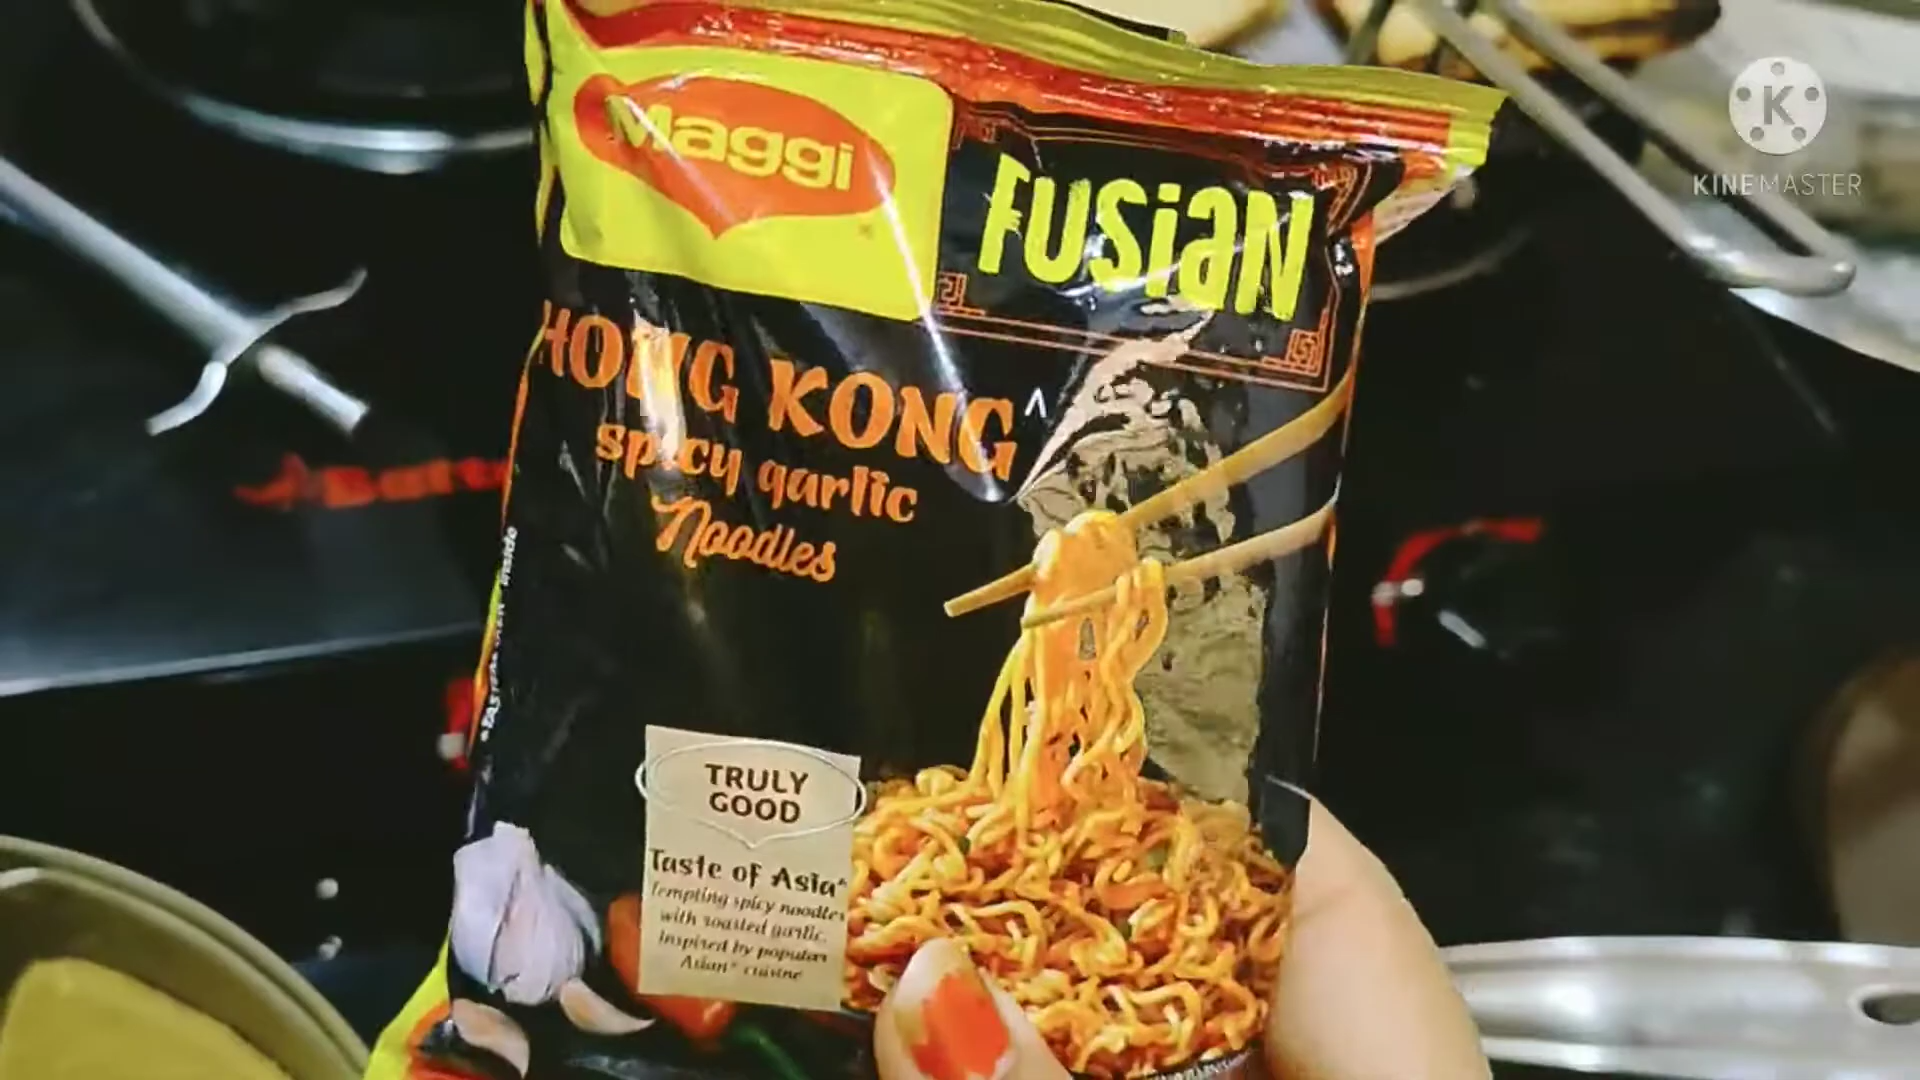 Maggi
FUSiaN
HONG KONG^
spicy garlic
Noodles
TRULY
GOOD
Taste of Asia^
Tempting spicy noodles
with roasted garlic.
Inspired by popular
Asian^ cuisine
inside
KINEMASTER